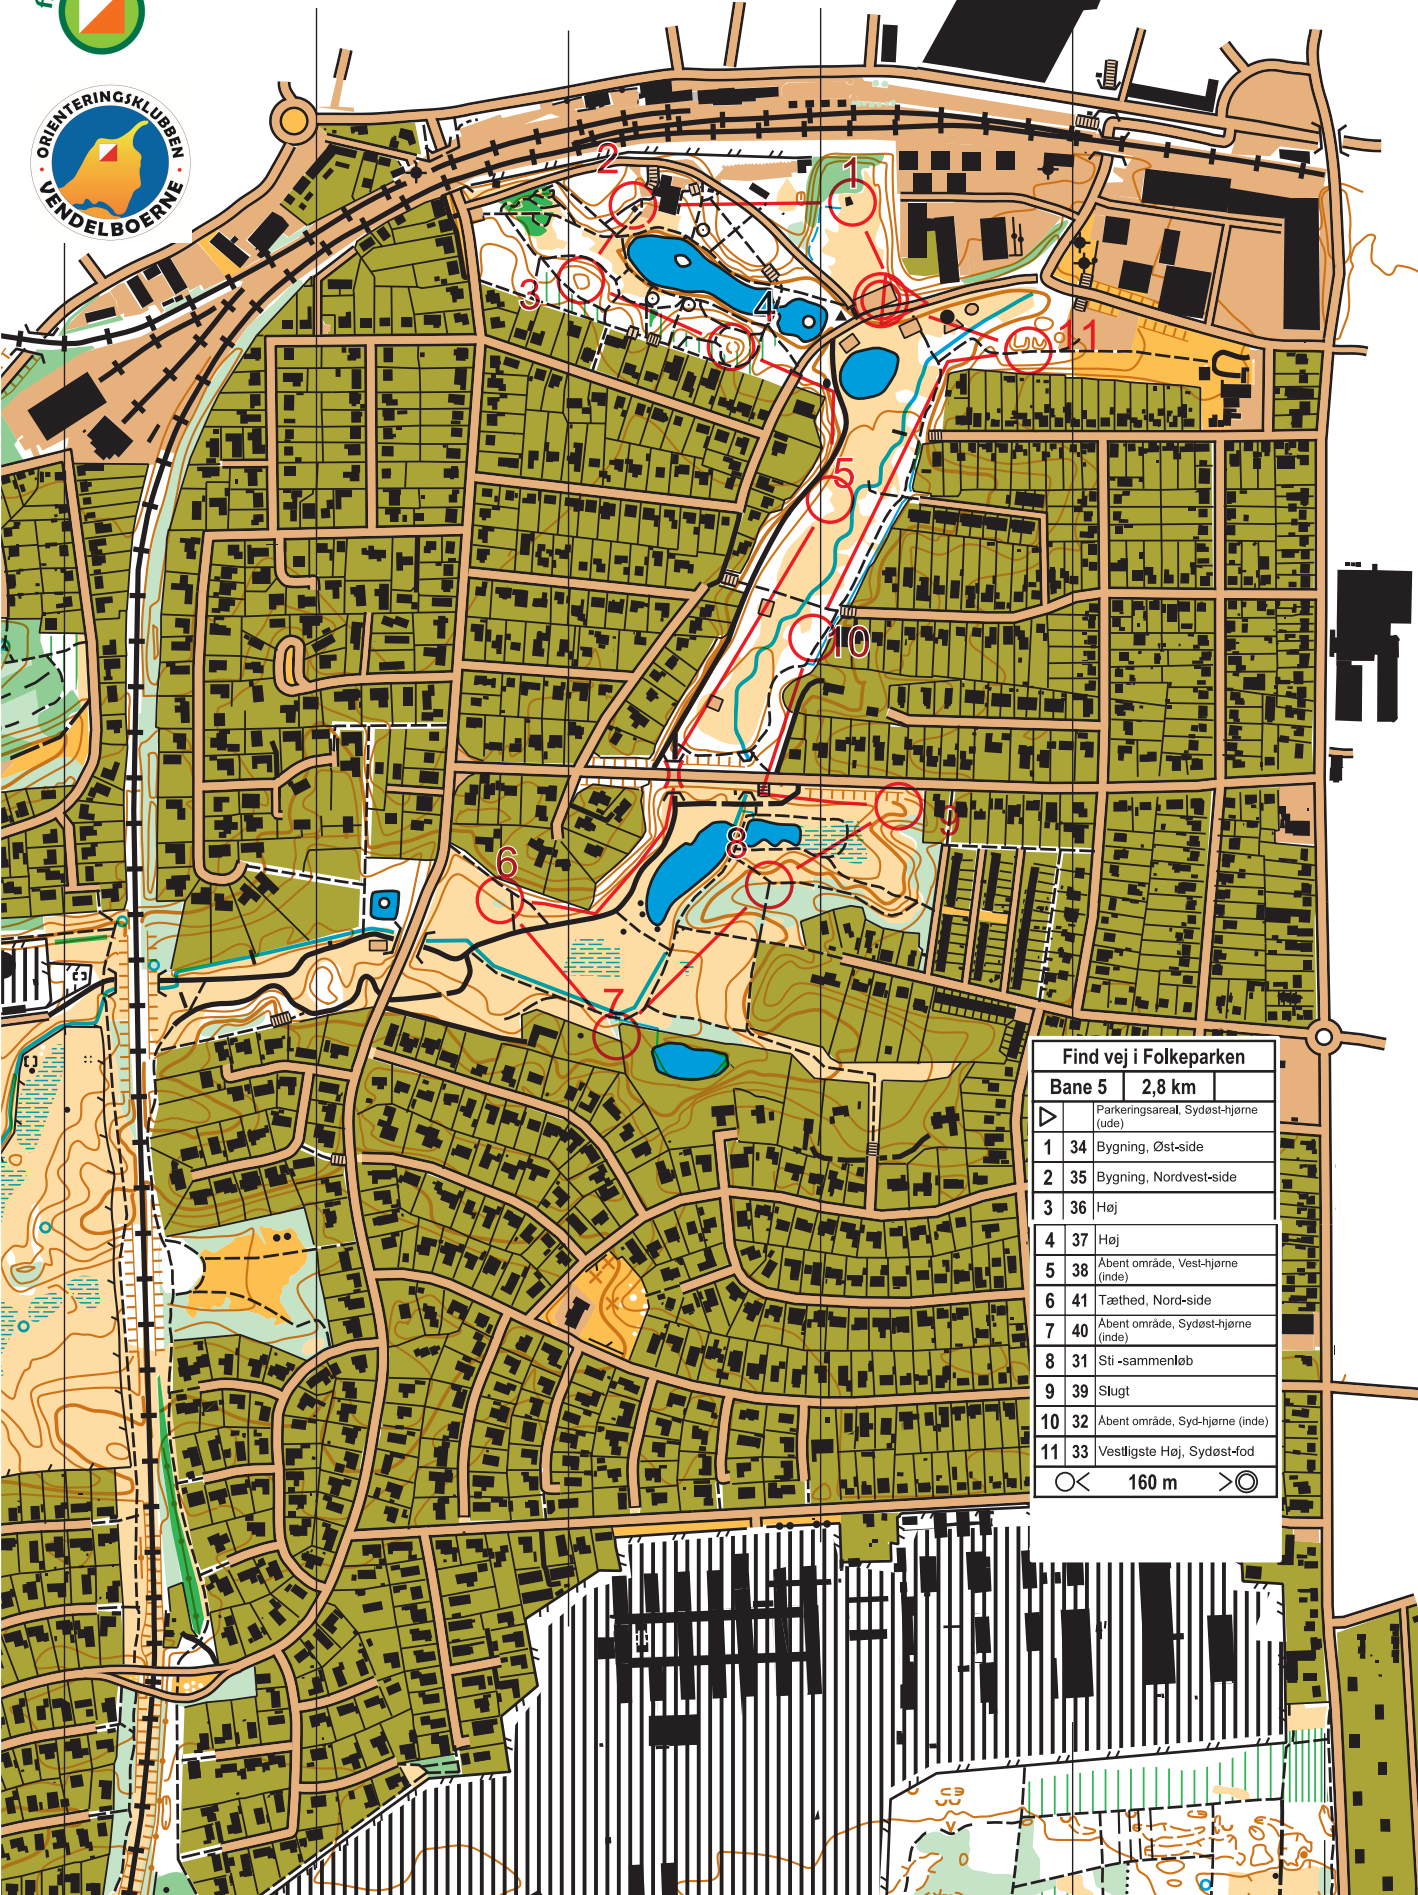 ORIENTERINGSKLUBBEN
VENDELBOERNE
2
1
3
4
11
5
10
9
8
6
7
Find vej i Folkeparken
Bane 5 2,8 km
Parkeringsareal, Sydøst-hjørne
(ude)
1 34 Bygning, Øst-side
2 35 Bygning, Nordvest-side
3 36 Høj
4 37 Høj
5 38 Åbent område, Vest-hjørne
(inde)
6 41 Tæthed, Nord-side
7 40 Åbent område, Sydøst-hjørne
(inde)
8 31 Sti -sammenløb
9 39 Slugt
10 32 Åbent område, Syd-hjørne (inde)
11 33 Vestligste Høj, Sydøst-fod
160 m